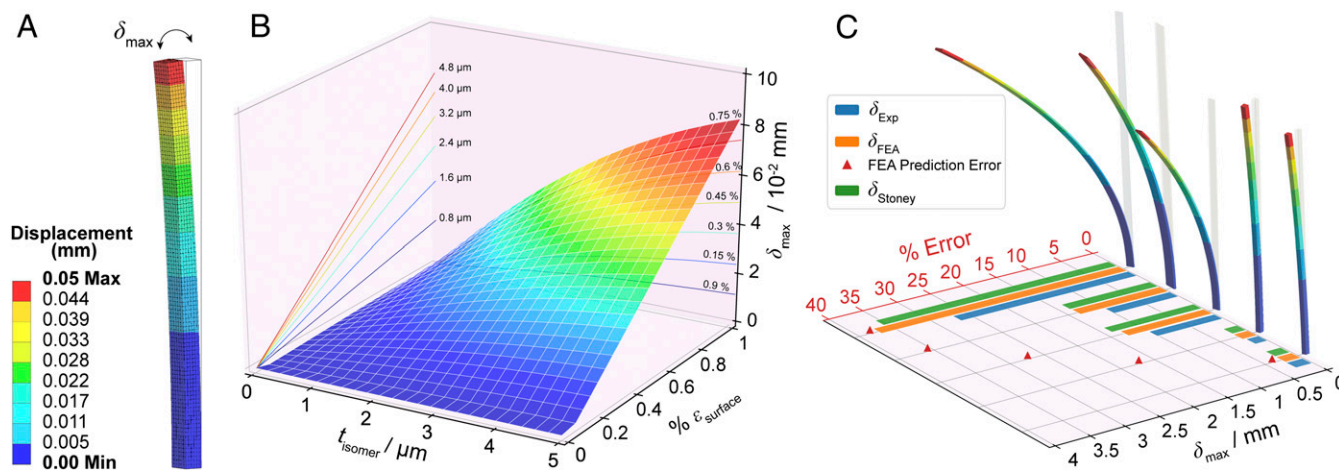 A
δmax
Displacement
(mm)
0.05 Max
0.044
0.039
0.033
0.028
0.022
0.017
0.011
0.005
0.00 Min
B
4.8 µm
4.0 µm
3.2 µm
2.4 µm
1.6 µm
0.8 µm
0.75 %
0.6 %
0.45 %
0.3 %
0.15 %
0.9 %
10
8
6
4
2
0
δmax / 10⁻² mm
0
1
2
3
4
5
tisomer / µm
0
0.2
0.4
0.6
0.8
1
% εsurface
C
δExp
δFEA
FEA Prediction Error
δStoney
% Error
40
35
30
25
20
15
10
5
0
4
3.5
3
2.5
2
1.5
1
0.5
0
δmax / mm